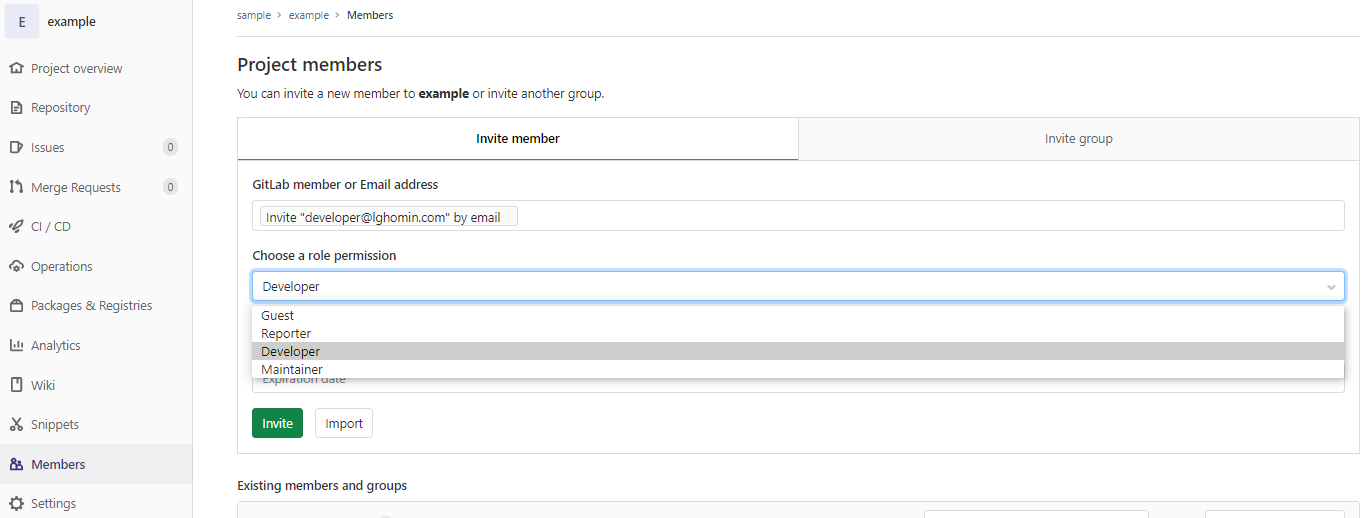 E example
Project overview
Repository
Issues 0
Merge Requests 0
CI / CD
Operations
Packages & Registries
Analytics
Wiki
Snippets
Members
Settings
sample > example > Members
Project members
You can invite a new member to example or invite another group.
Invite member Invite group
GitLab member or Email address
Invite "developer@lghomin.com" by email
Choose a role permission
Developer
Guest
Reporter
Developer
Maintainer
Expiration date
Invite Import
Existing members and groups